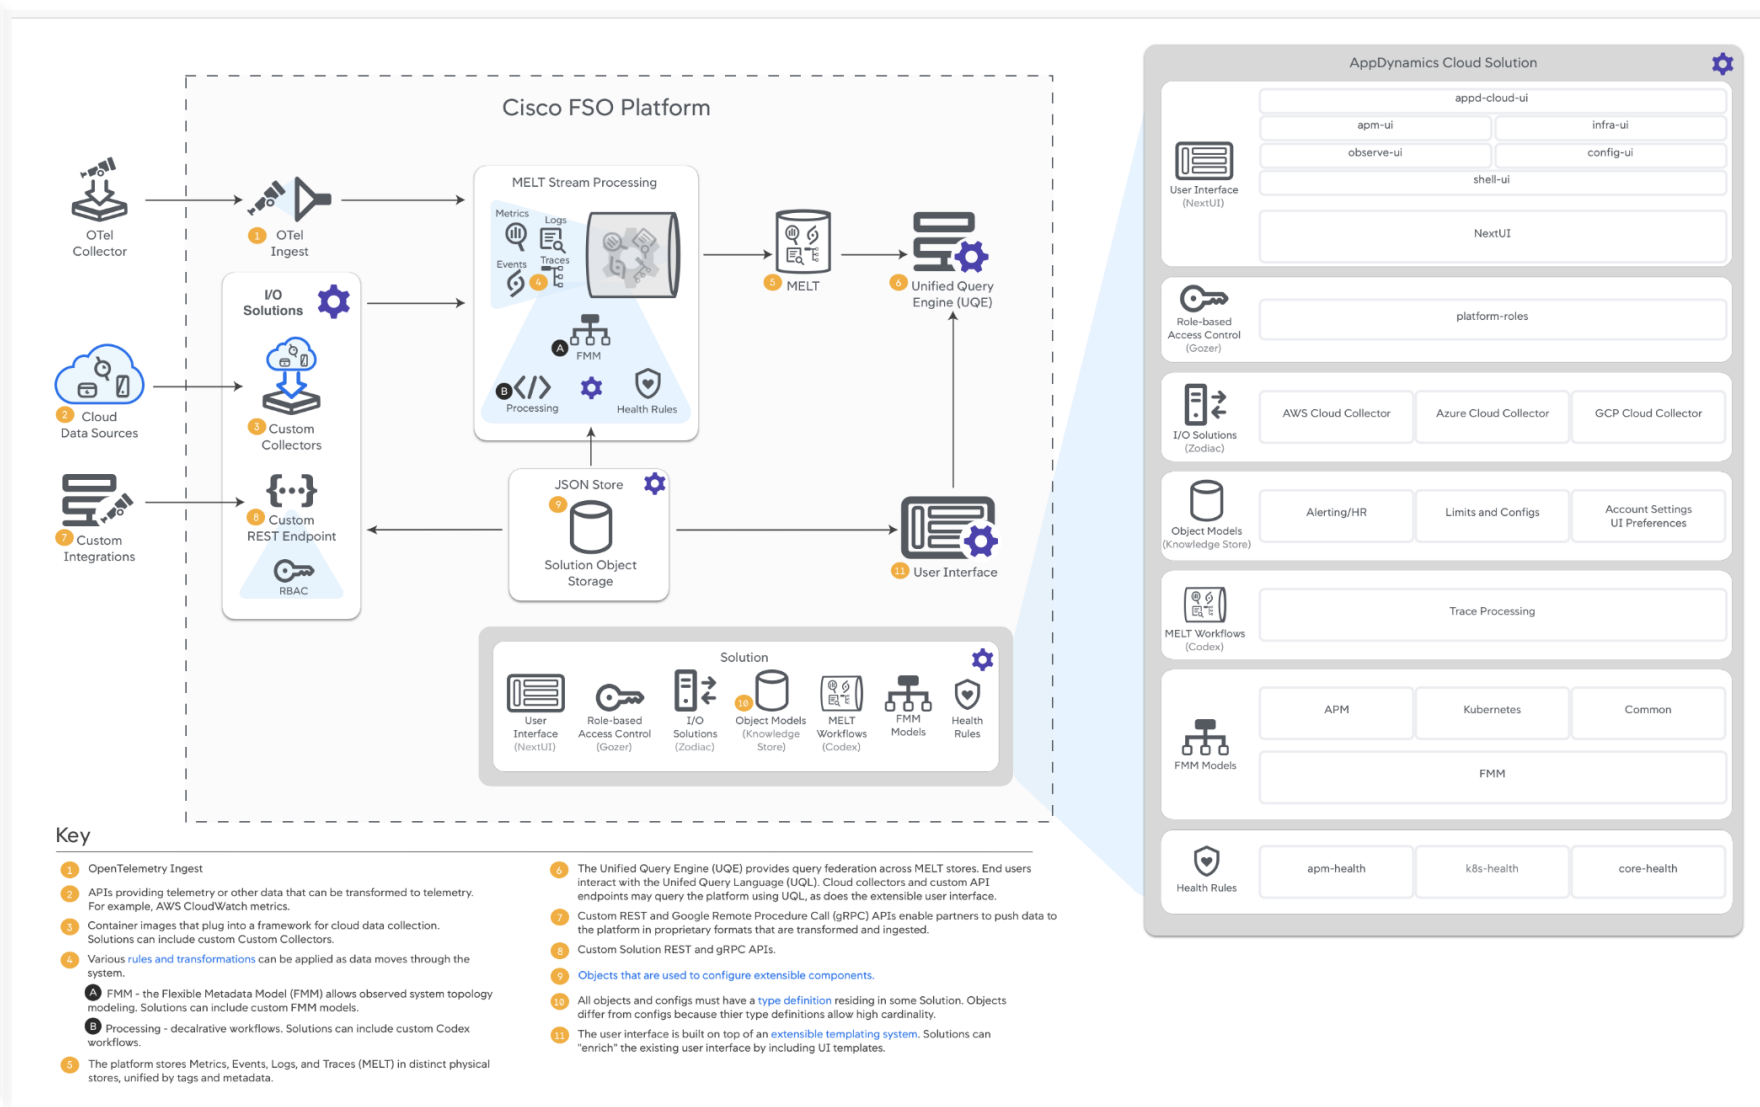 Cisco FSO Platform
OTel
Collector
1 OTel
Ingest
MELT Stream Processing
Metrics
Logs
Events
Traces
4
A
FMM
B
Processing
Health Rules
5 MELT
6 Unified Query
Engine (UQE)
I/O
Solutions
2 Cloud
Data Sources
3 Custom
Collectors
7 Custom
Integrations
8 Custom
REST Endpoint
RBAC
JSON Store
9
Solution Object
Storage
11 User Interface
Solution
User
Interface
(NextUI)
Role-based
Access Control
(Gozer)
I/O
Solutions
(Zodiac)
10
Object Models
(Knowledge
Store)
MELT
Workflows
(Codex)
FMM
Models
Health
Rules
AppDynamics Cloud Solution
User Interface
(NextUI)
appd-cloud-ui
apm-ui
infra-ui
observe-ui
config-ui
shell-ui
NextUI
Role-based
Access Control
(Gozer)
platform-roles
I/O Solutions
(Zodiac)
AWS Cloud Collector
Azure Cloud Collector
GCP Cloud Collector
Object Models
(Knowledge Store)
Alerting/HR
Limits and Configs
Account Settings
UI Preferences
MELT Workflows
(Codex)
Trace Processing
FMM Models
APM
Kubernetes
Common
FMM
Health Rules
apm-health
k8s-health
core-health
Key
1 OpenTelemetry Ingest
2 APIs providing telemetry or other data that can be transformed to telemetry.
For example, AWS CloudWatch metrics.
3 Container images that plug into a framework for cloud data collection.
Solutions can include custom Custom Collectors.
4 Various rules and transformations can be applied as data moves through the
system.
A FMM - the Flexible Metadata Model (FMM) allows observed system topology
modeling. Solutions can include custom FMM models.
B Processing - decalrative workflows. Solutions can include custom Codex
workflows.
5 The platform stores Metrics, Events, Logs, and Traces (MELT) in distinct physical
stores, unified by tags and metadata.
6 The Unified Query Engine (UQE) provides query federation across MELT stores. End users
interact with the Unifed Query Language (UQL). Cloud collectors and custom API
endpoints may query the platform using UQL, as does the extensible user interface.
7 Custom REST and Google Remote Procedure Call (gRPC) APIs enable partners to push data to
the platform in proprietary formats that are transformed and ingested.
8 Custom Solution REST and gRPC APIs.
9 Objects that are used to configure extensible components.
10 All objects and configs must have a type definition residing in some Solution. Objects
differ from configs because thier type definitions allow high cardinality.
11 The user interface is built on top of an extensible templating system. Solutions can
"enrich" the existing user interface by including UI templates.